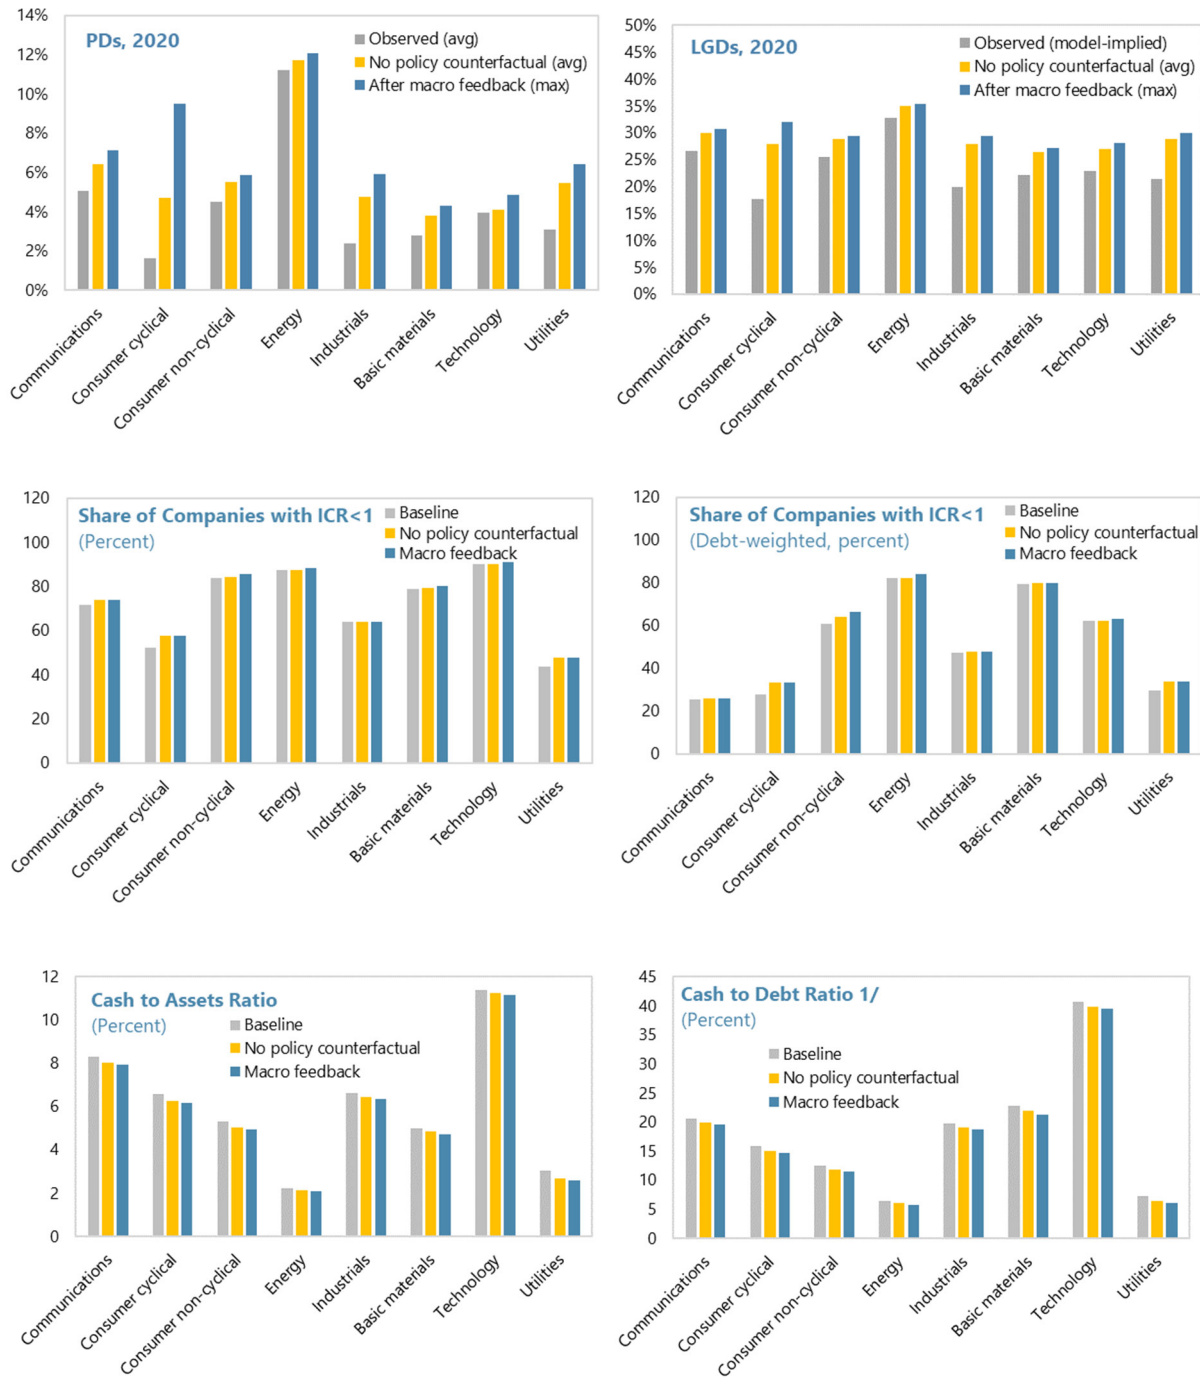 PDs, 2020
Observed (avg)
No policy counterfactual (avg)
After macro feedback (max)
14%
12%
10%
8%
6%
4%
2%
0%
Communications
Consumer cyclical
Consumer non-cyclical
Energy
Industrials
Basic materials
Technology
Utilities
LGDs, 2020
Observed (model-implied)
No policy counterfactual (avg)
After macro feedback (max)
50%
45%
40%
35%
30%
25%
20%
15%
10%
5%
0%
Communications
Consumer cyclical
Consumer non-cyclical
Energy
Industrials
Basic materials
Technology
Utilities
Share of Companies with ICR<1
(Percent)
Baseline
No policy counterfactual
Macro feedback
120
100
80
60
40
20
0
Communications
Consumer cyclical
Consumer non-cyclical
Energy
Industrials
Basic materials
Technology
Utilities
Share of Companies with ICR<1
(Debt-weighted, percent)
Baseline
No policy counterfactual
Macro feedback
120
100
80
60
40
20
0
Communications
Consumer cyclical
Consumer non-cyclical
Energy
Industrials
Basic materials
Technology
Utilities
Cash to Assets Ratio
(Percent)
Baseline
No policy counterfactual
Macro feedback
12
10
8
6
4
2
0
Communications
Consumer cyclical
Consumer non-cyclical
Energy
Industrials
Basic materials
Technology
Utilities
Cash to Debt Ratio 1/
(Percent)
Baseline
No policy counterfactual
Macro feedback
45
40
35
30
25
20
15
10
5
0
Communications
Consumer cyclical
Consumer non-cyclical
Energy
Industrials
Basic materials
Technology
Utilities